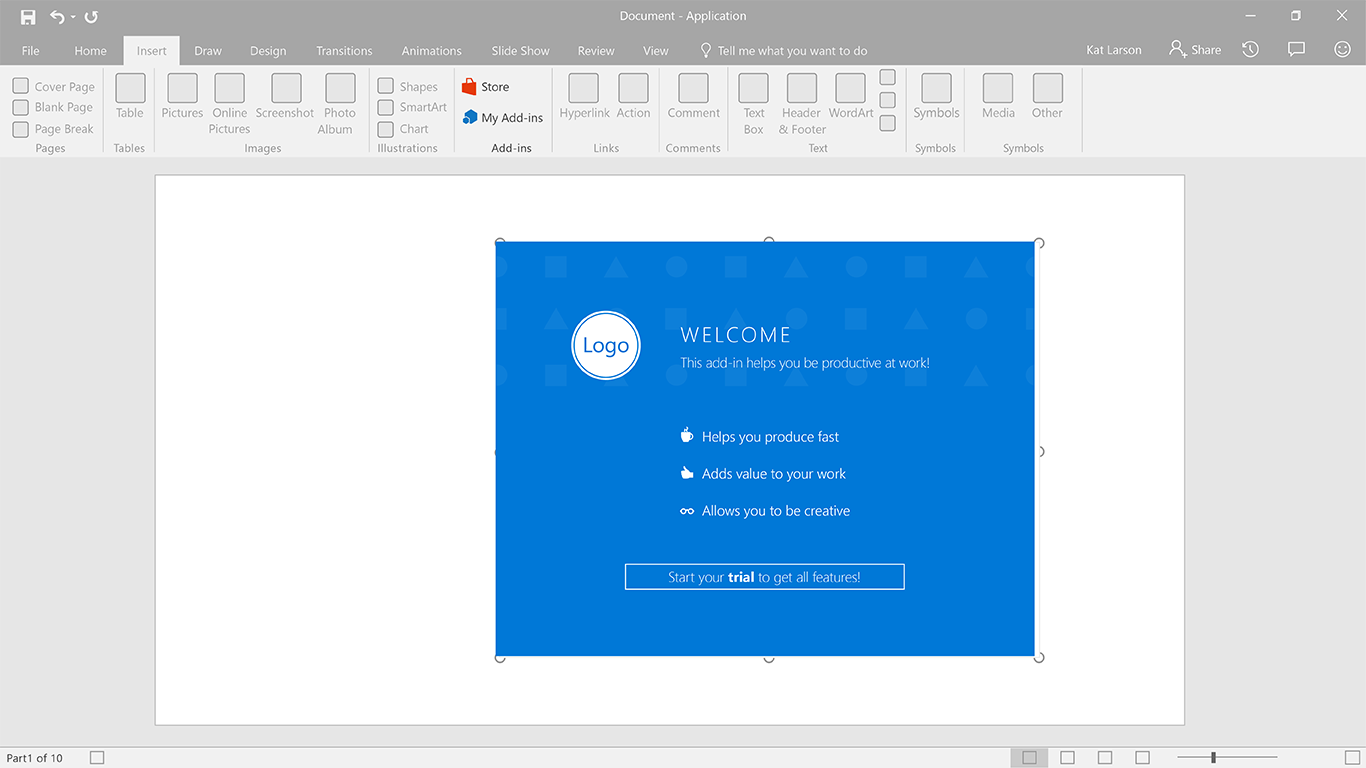 Document - Application
File Home Insert Draw Design Transitions Animations Slide Show Review View Tell me what you want to do Kat Larson Share
Cover Page
Blank Page
Page Break
Pages
Table
Tables
Pictures
Online
Pictures
Screenshot
Photo
Album
Images
Shapes
SmartArt
Chart
Illustrations
Store
My Add-ins
Add-ins
Hyperlink
Action
Links
Comment
Comments
Text
Box
Header
& Footer
WordArt
Text
Symbols
Symbols
Media
Other
Symbols
Logo
WELCOME
This add-in helps you be productive at work!
Helps you produce fast
Adds value to your work
Allows you to be creative
Start your trial to get all features!
Part1 of 10